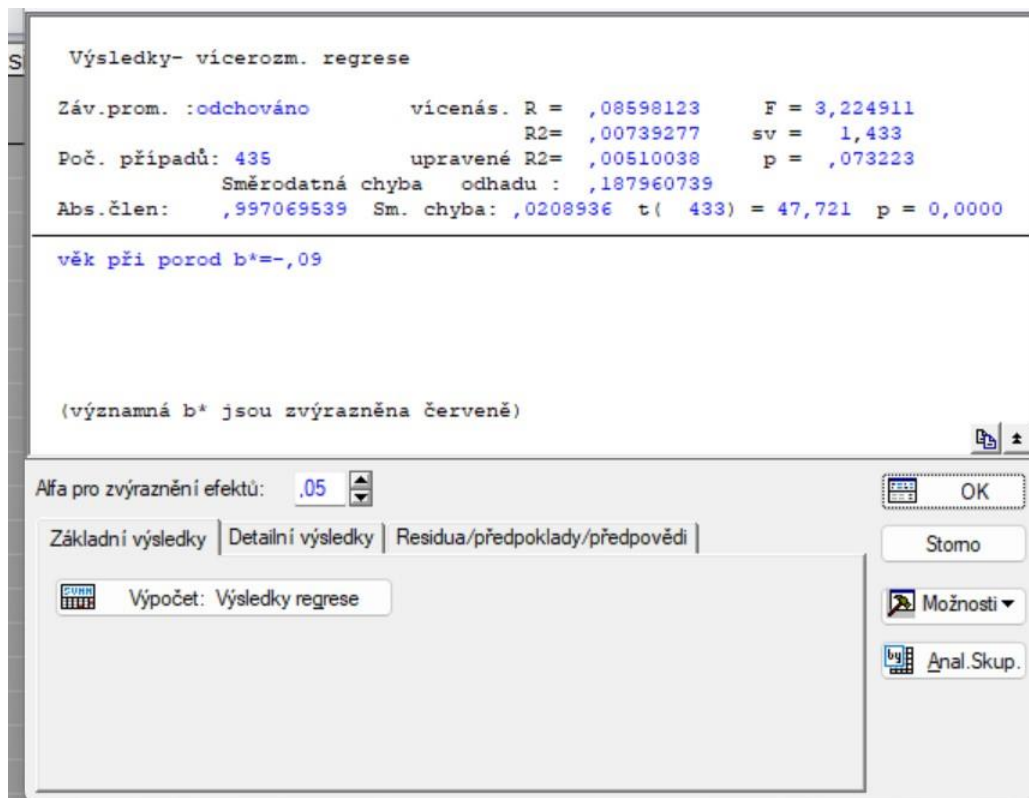 S
Výsledky- vícerozm. regrese
Záv.prom. :odchováno vícenás. R = ,08598123 F = 3,224911
R2= ,00739277 sv = 1,433
Poč. případů: 435 upravené R2= ,00510038 p = ,073223
Směrodatná chyba odhadu : ,187960739
Abs.člen: ,997069539 Sm. chyba: ,0208936 t( 433) = 47,721 p = 0,0000
věk při porod b*=-,09
(významná b* jsou zvýrazněna červeně)
Alfa pro zvýraznění efektů: ,05
OK
Základní výsledky Detailní výsledky Residua/předpoklady/předpovědi
Storno
Výpočet: Výsledky regrese
Možnosti
Anal.Skup.